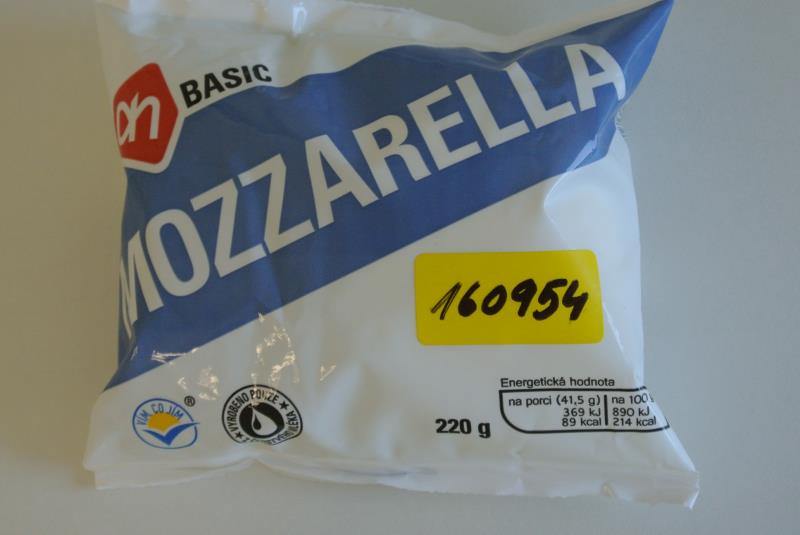 ah BASIC
MOZZARELLA
160954
Energetická hodnota
na porci (41,5 g) na 100
369 kJ 890 kJ
89 kcal 214 kcal
220 g
VÍM, CO JÍM ®
VYROBENO POUZE